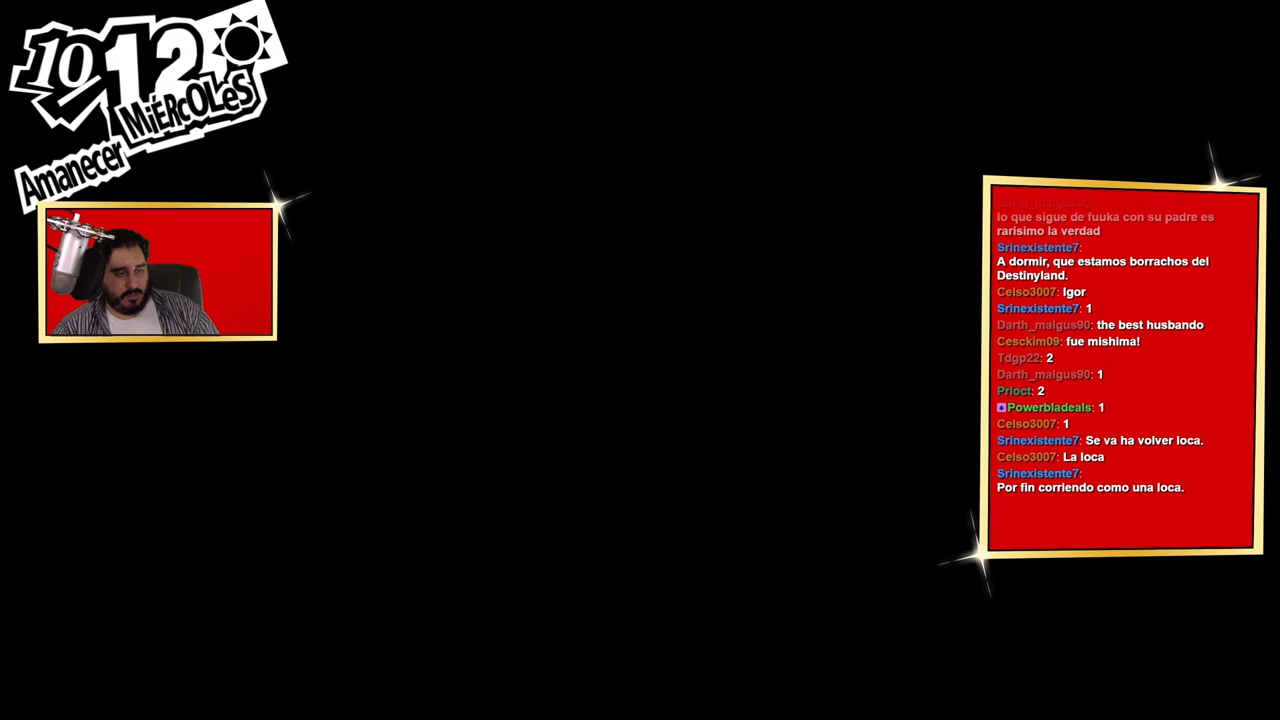 10/12
MiÉRcOLeS
Amanecer
lo que sigue de fuuka con su padre es
rarisimo la verdad
Srinexistente7:
A dormir, que estamos borrachos del
Destinyland.
Celso3007: Igor
Srinexistente7: 1
Darth_malgus90: the best husbando
Cesckim09: fue mishima!
Tdgp22: 2
Darth_malgus90: 1
Prioct: 2
Powerbladeals: 1
Celso3007: 1
Srinexistente7: Se va ha volver loca.
Celso3007: La loca
Srinexistente7:
Por fin corriendo como una loca.